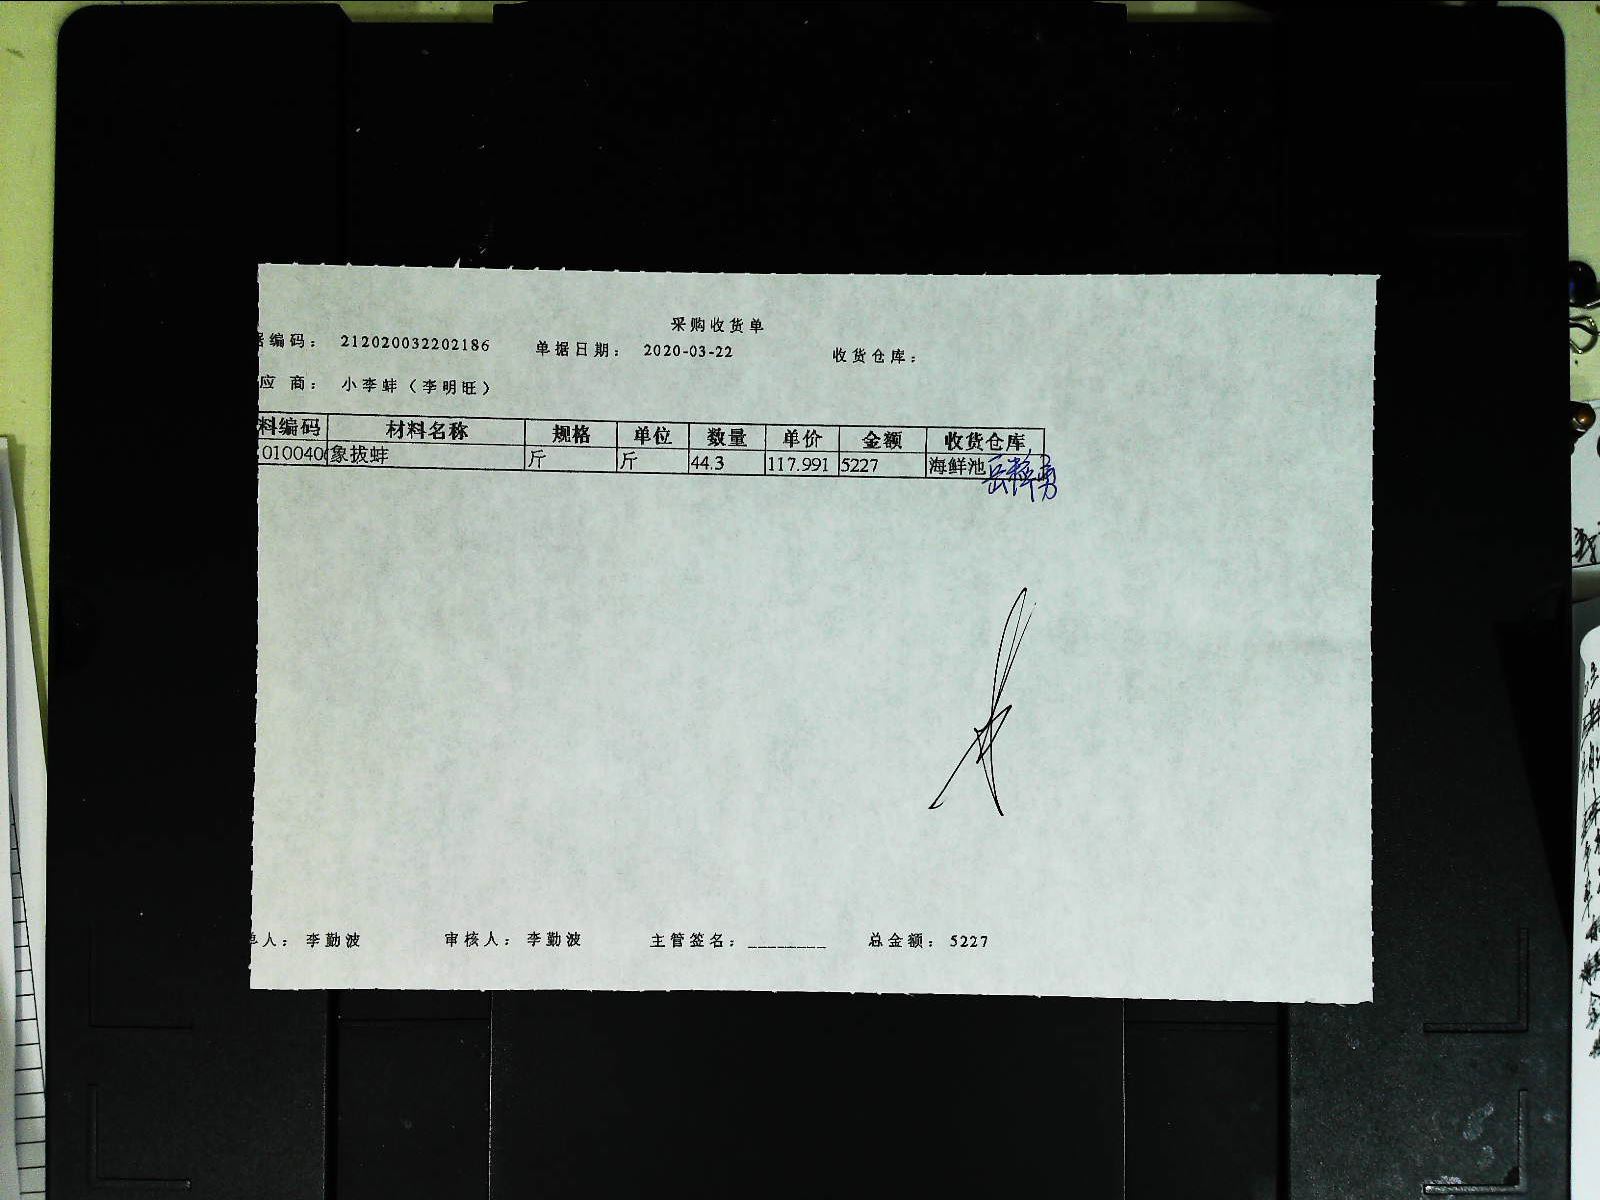 采购收货单
据编码： 212020032202186 单据日期： 2020-03-22 收货仓库：
应 商： 小李蚌（李明旺）
料编码 材料名称 规格 单位 数量 单价 金额 收货仓库
010040 象拔蚌 斤 斤 44.3 117.991 5227 海鲜池
单人： 李勤波 审核人： 李勤波 主管签名：________ 总金额： 5227